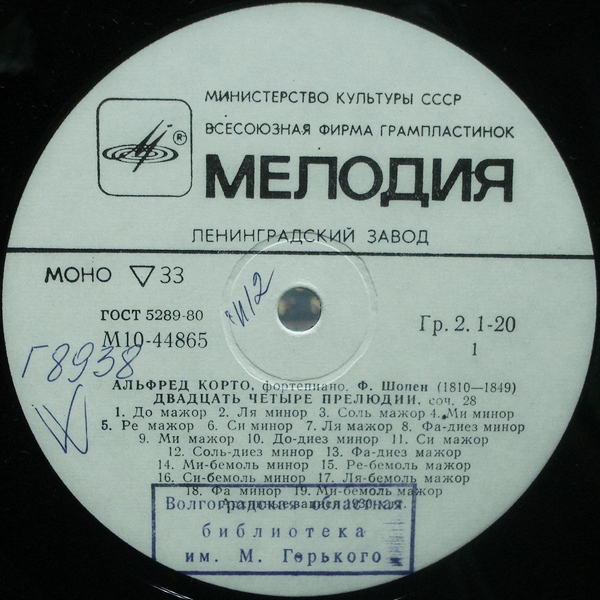 МИНИСТЕРСТВО КУЛЬТУРЫ СССР
ВСЕСОЮЗНАЯ ФИРМА ГРАМПЛАСТИНОК
®
МЕЛОДИЯ
ЛЕНИНГРАДСКИЙ ЗАВОД
МОНО ▽ 33
ГОСТ 5289-80
М10-44865
Гр. 2. 1-20
1
Г8938
АЛЬФРЕД КОРТО, фортепиано. Ф. Шопен (1810—1849)
ДВАДЦАТЬ ЧЕТЫРЕ ПРЕЛЮДИИ, соч. 28
1. До мажор 2. Ля минор 3. Соль мажор 4. Ми минор
5. Ре мажор 6. Си минор 7. Ля мажор 8. Фа-диез минор
9. Ми мажор 10. До-диез минор 11. Си мажор
12. Соль-диез минор 13. Фа-диез мажор
14. Ми-бемоль минор 15. Ре-бемоль мажор
16. Си-бемоль минор 17. Ля-бемоль мажор
18. Фа минор 19. Ми-бемоль мажор
Волгоградская областная
библиотека
им. М. Горького